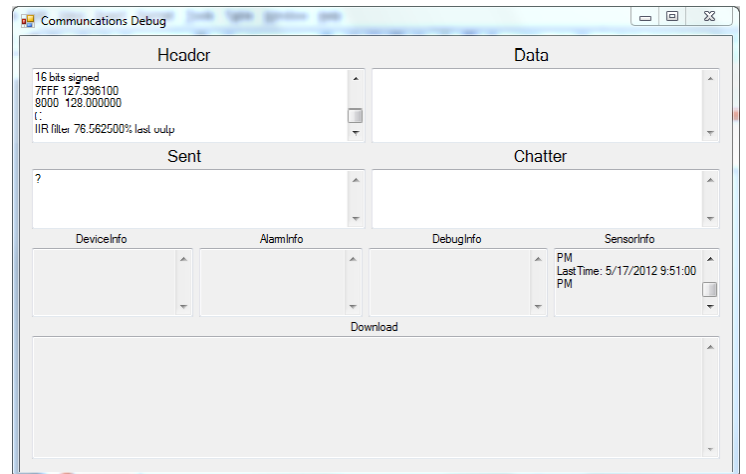 Communcations Debug
Header
Data
16 bits signed
7FFF 127.996100
8000 128.000000
IIR filter 76.562500% last outp
Sent
Chatter
?
DeviceInfo
AlarmInfo
DebugInfo
SensorInfo
PM
LastTime: 5/17/2012 9:51:00
PM
Download